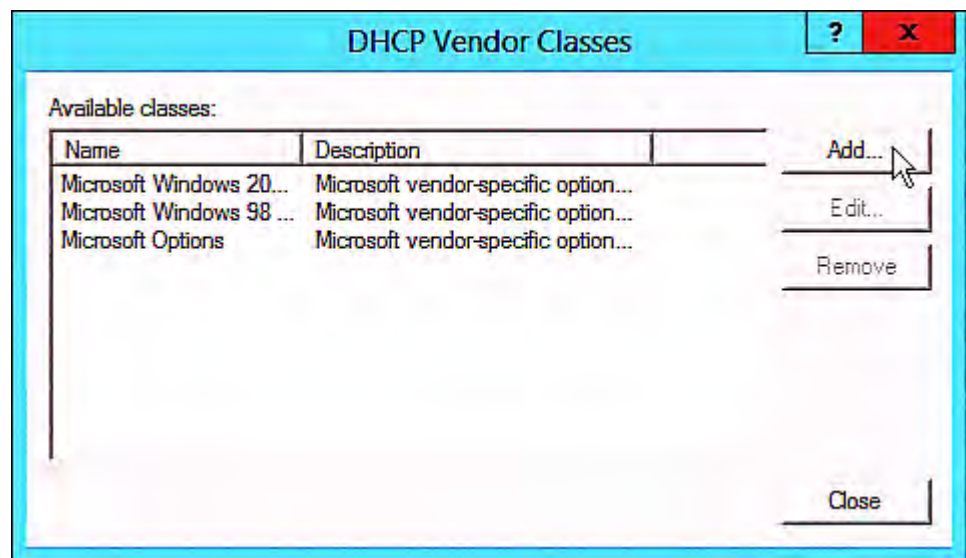 DHCP Vendor Classes
? x
Available classes:
Name Description
Microsoft Windows 20... Microsoft vendor-specific option...
Microsoft Windows 98 ... Microsoft vendor-specific option...
Microsoft Options Microsoft vendor-specific option...
Add...
Edit...
Remove
Close